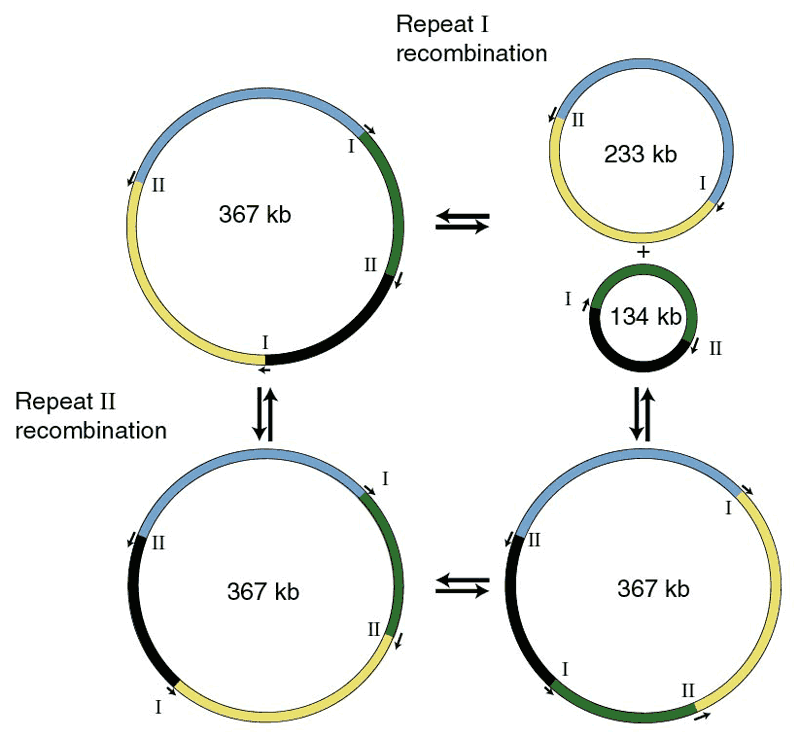 Repeat I
recombination
I
II
367 kb
II
I
II
233 kb
I
+
I
134 kb
II
Repeat II
recombination
I
II
367 kb
II
I
I
II
367 kb
I
II